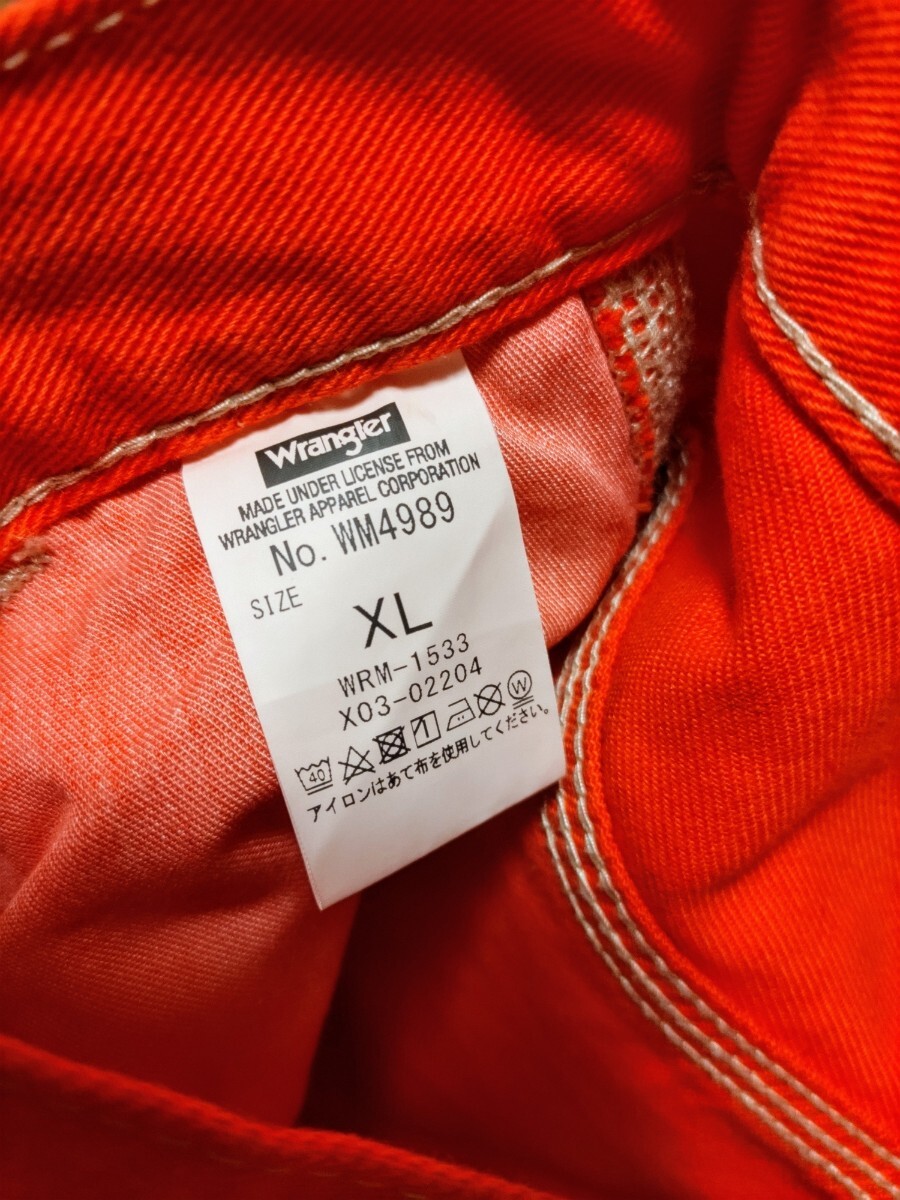 Wrangler
MADE UNDER LICENSE FROM
WRANGLER APPAREL CORPORATION
No. WM4989
SIZE
XL
WRM-1533
X03-02204
40 W
アイロンはあて布を使用してください。